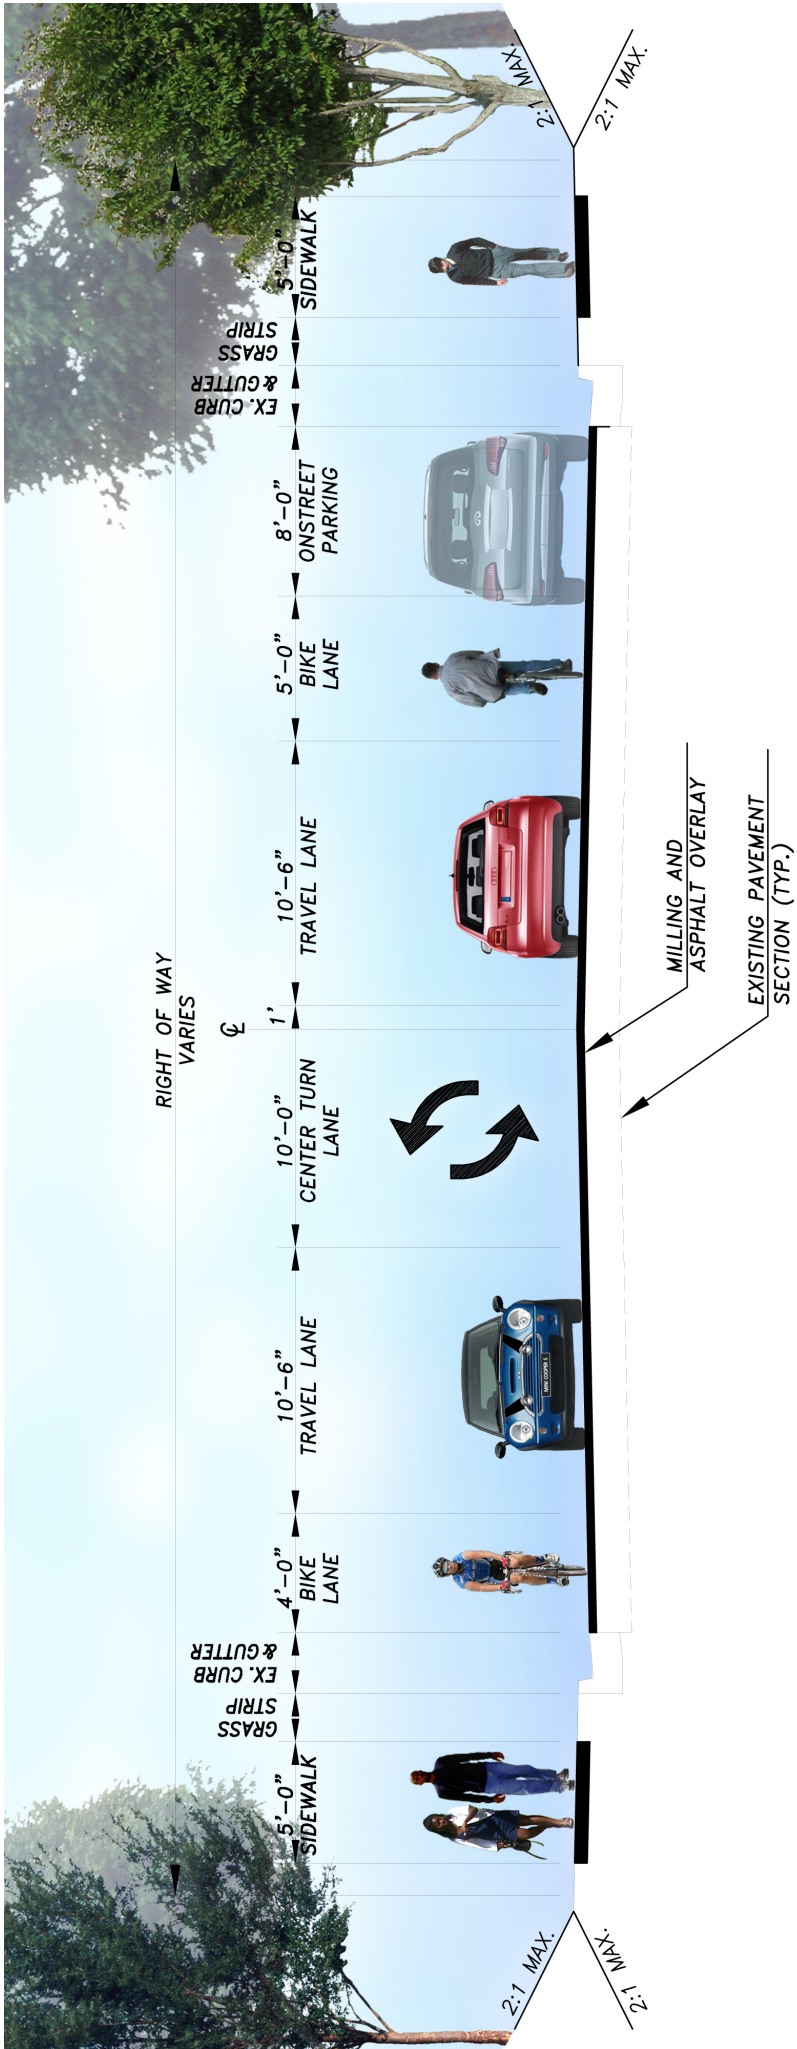 RIGHT OF WAY
VARIES
℄
5'-0"
SIDEWALK
GRASS
STRIP
EX. CURB
& GUTTER
4'-0"
BIKE
LANE
10'-6"
TRAVEL LANE
10'-0"
CENTER TURN
LANE
1'
10'-6"
TRAVEL LANE
5'-0"
BIKE
LANE
8'-0"
ONSTREET
PARKING
EX. CURB
& GUTTER
GRASS
STRIP
5'-0"
SIDEWALK
2:1 MAX.
2:1 MAX.
MINI COOPER S
2:1 MAX.
2:1 MAX.
MILLING AND
ASPHALT OVERLAY
EXISTING PAVEMENT
SECTION (TYP.)